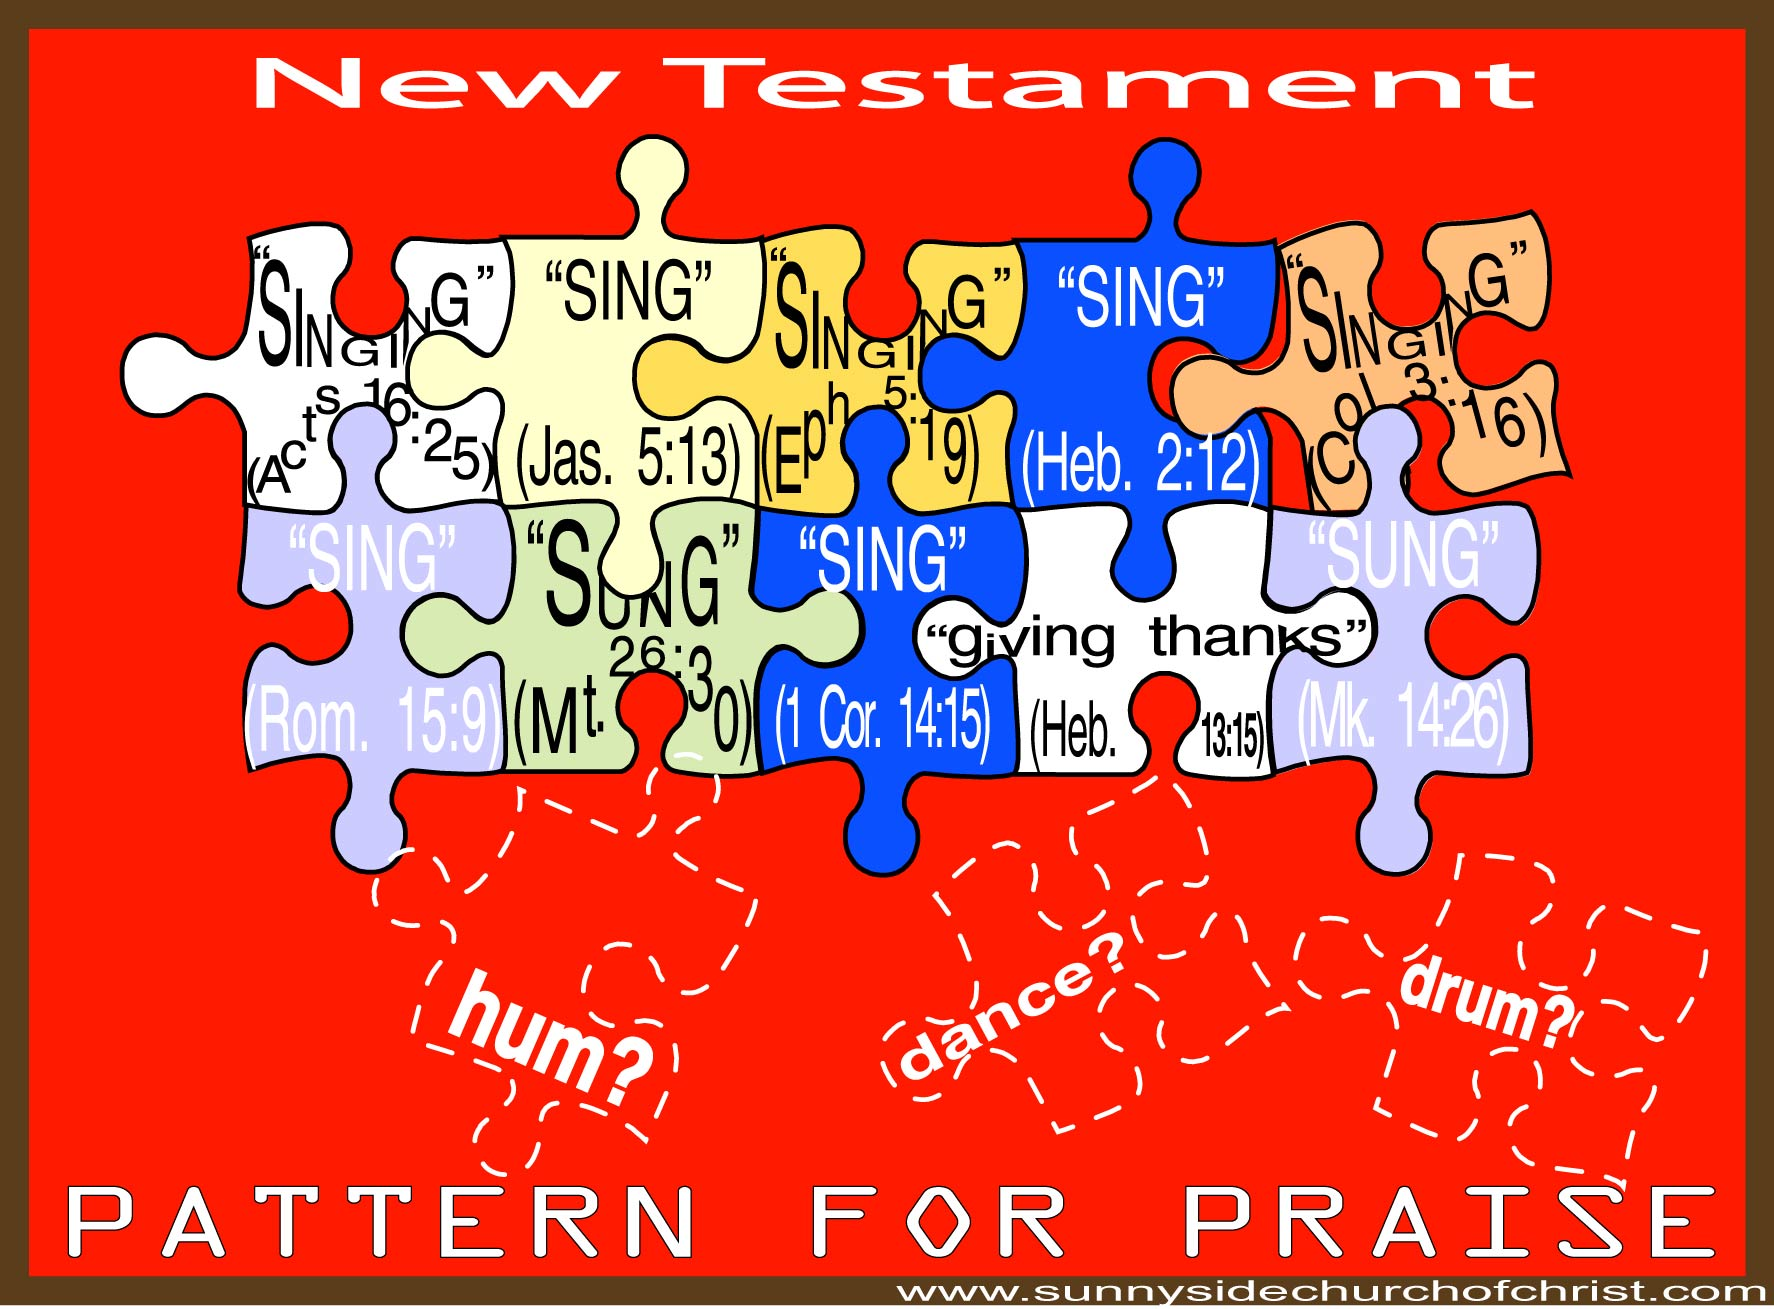 New Testament
“SINGING”
(Acts 16:25)
“SING”
(Jas. 5:13)
“SINGING”
(Eph 5:19)
“SING”
(Heb. 2:12)
“SINGING”
(Col 3:16)
“SING”
(Rom. 15:9)
“SUNG”
(Mt. 26:30)
“SING”
(1 Cor. 14:15)
“giving thanks”
(Heb. 13:15)
“SUNG”
(Mk. 14:26)
hum?
dance?
drum?
PATTERN FOR PRAISE
www.sunnysidechurchofchrist.com